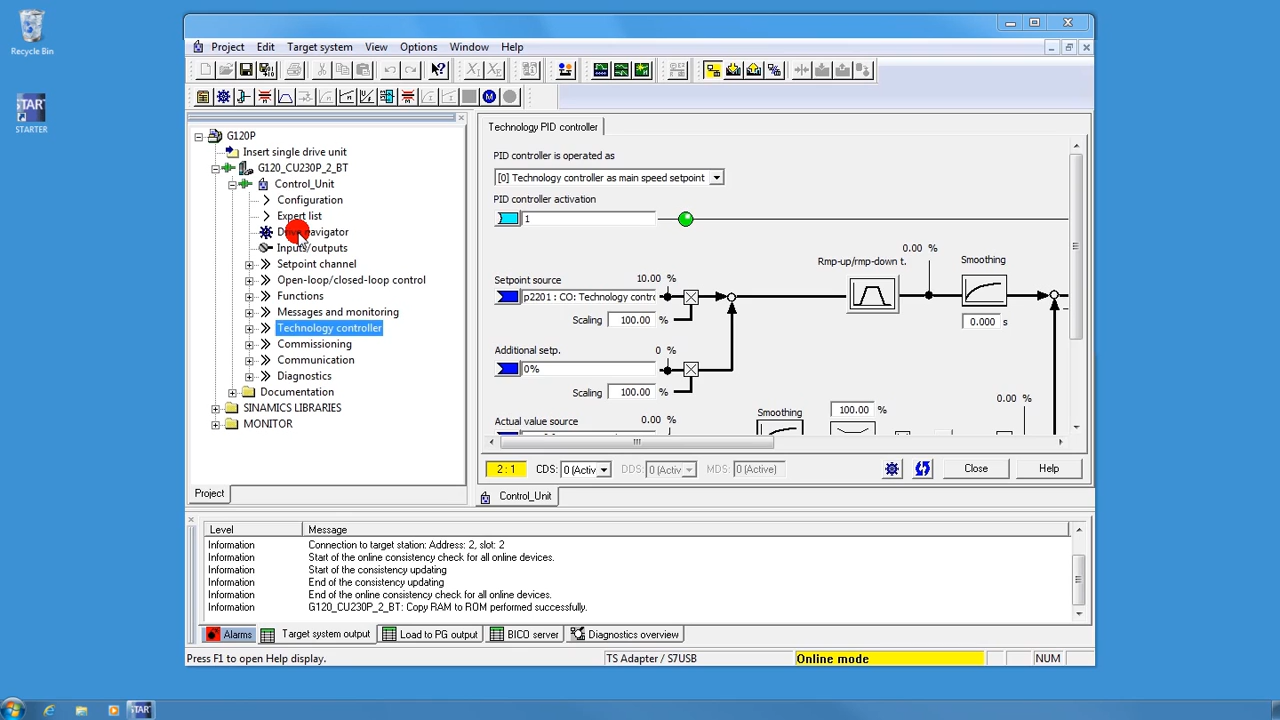 Recycle Bin
STARTER
Project Edit Target system View Options Window Help
G120P
Insert single drive unit
G120_CU230P_2_BT
Control_Unit
Configuration
Expert list
Drive navigator
Inputs/outputs
Setpoint channel
Open-loop/closed-loop control
Functions
Messages and monitoring
Technology controller
Commissioning
Communication
Diagnostics
Documentation
SINAMICS LIBRARIES
MONITOR
Project
Technology PID controller
PID controller is operated as
[0] Technology controller as main speed setpoint
PID controller activation
1
0.00 %
Rmp-up/rmp-down t.
Smoothing
Setpoint source 10.00 %
p2201 : CO: Technology contro
Scaling 100.00 %
0.000 s
Additional setp. 0 %
0%
Scaling 100.00 %
0.00 %
Actual value source 0.00 %
Smoothing 100.00 %
2 : 1 CDS: 0 (Activ DDS: 0 (Activ MDS: 0 (Active) Close Help
Control_Unit
Level Message
Information Connection to target station: Address: 2, slot: 2
Information Start of the online consistency check for all online devices.
Information Start of the consistency updating
Information End of the consistency updating
Information End of the online consistency check for all online devices.
Information G120_CU230P_2_BT: Copy RAM to ROM performed successfully.
Alarms Target system output Load to PG output BICO server Diagnostics overview
Press F1 to open Help display. TS Adapter / S7USB Online mode NUM